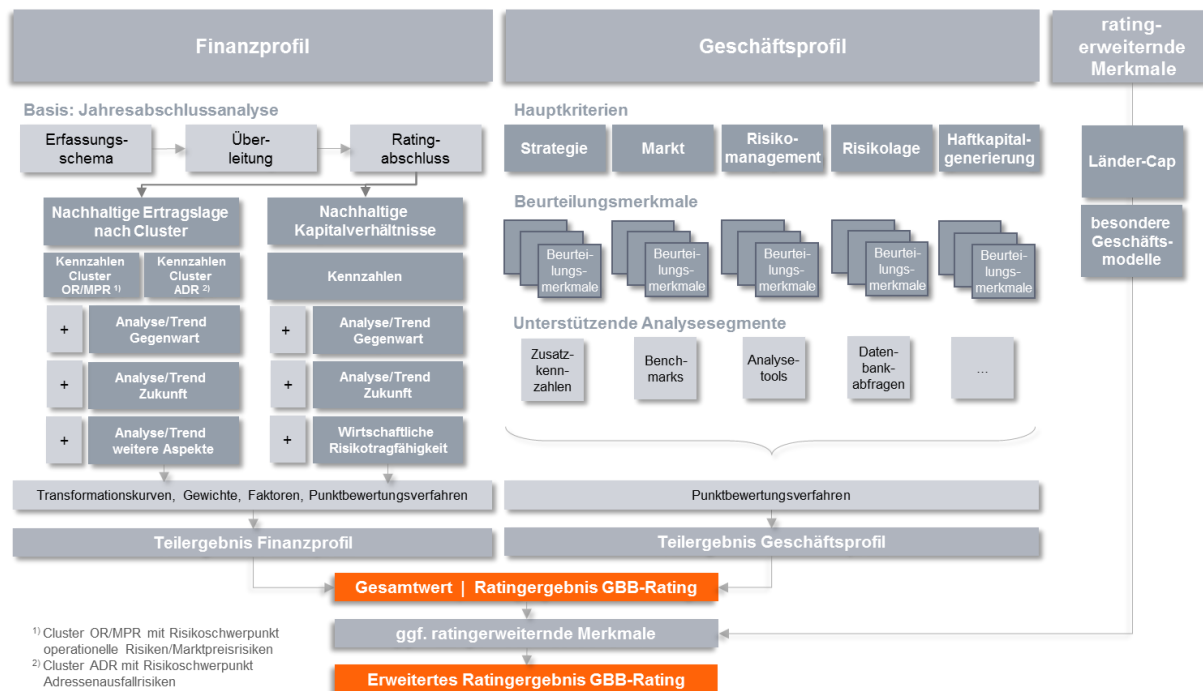 Finanzprofil
Basis: Jahresabschlussanalyse
Erfassungs-
schema
Über-
leitung
Rating-
abschluss
Nachhaltige Ertragslage
nach Cluster
Nachhaltige
Kapitalverhältnisse
Kennzahlen
Cluster
OR/MPR 1)
Kennzahlen
Cluster
ADR 2)
Kennzahlen
+
Analyse/Trend
Gegenwart
+
Analyse/Trend
Gegenwart
+
Analyse/Trend
Zukunft
+
Analyse/Trend
Zukunft
+
Analyse/Trend
weitere Aspekte
+
Wirtschaftliche
Risikotragfähigkeit
Transformationskurven, Gewichte, Faktoren, Punktbewertungsverfahren
Teilergebnis Finanzprofil
Geschäftsprofil
Hauptkriterien
Strategie
Markt
Risiko-
management
Risikolage
Haftkapital-
generierung
Beurteilungsmerkmale
Beurtei-
lungs-
merkmale
Beurtei-
lungs-
merkmale
Beurtei-
lungs-
merkmale
Beurtei-
lungs-
merkmale
Beurtei-
lungs-
merkmale
Unterstützende Analysesegmente
Zusatz-
kenn-
zahlen
Bench-
marks
Analyse-
tools
Daten-
bank-
abfragen
...
Punktbewertungsverfahren
Teilergebnis Geschäftsprofil
rating-
erweiternde
Merkmale
Länder-Cap
besondere
Geschäfts-
modelle
Gesamtwert | Ratingergebnis GBB-Rating
ggf. ratingerweiternde Merkmale
Erweitertes Ratingergebnis GBB-Rating
1) Cluster OR/MPR mit Risikoschwerpunkt
operationelle Risiken/Marktpreisrisiken
2) Cluster ADR mit Risikoschwerpunkt
Adressenausfallrisiken